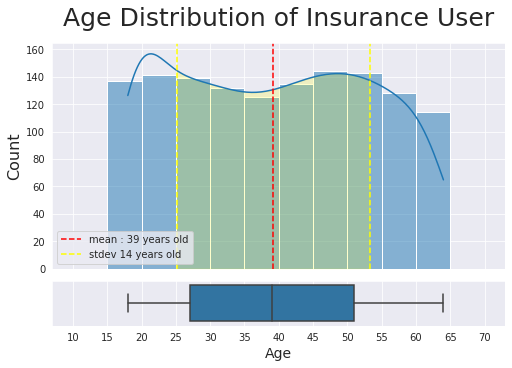 Age Distribution of Insurance User
160
140
120
100
80
60
40
20
0
Count
mean : 39 years old
stdev 14 years old
10 15 20 25 30 35 40 45 50 55 60 65 70
Age